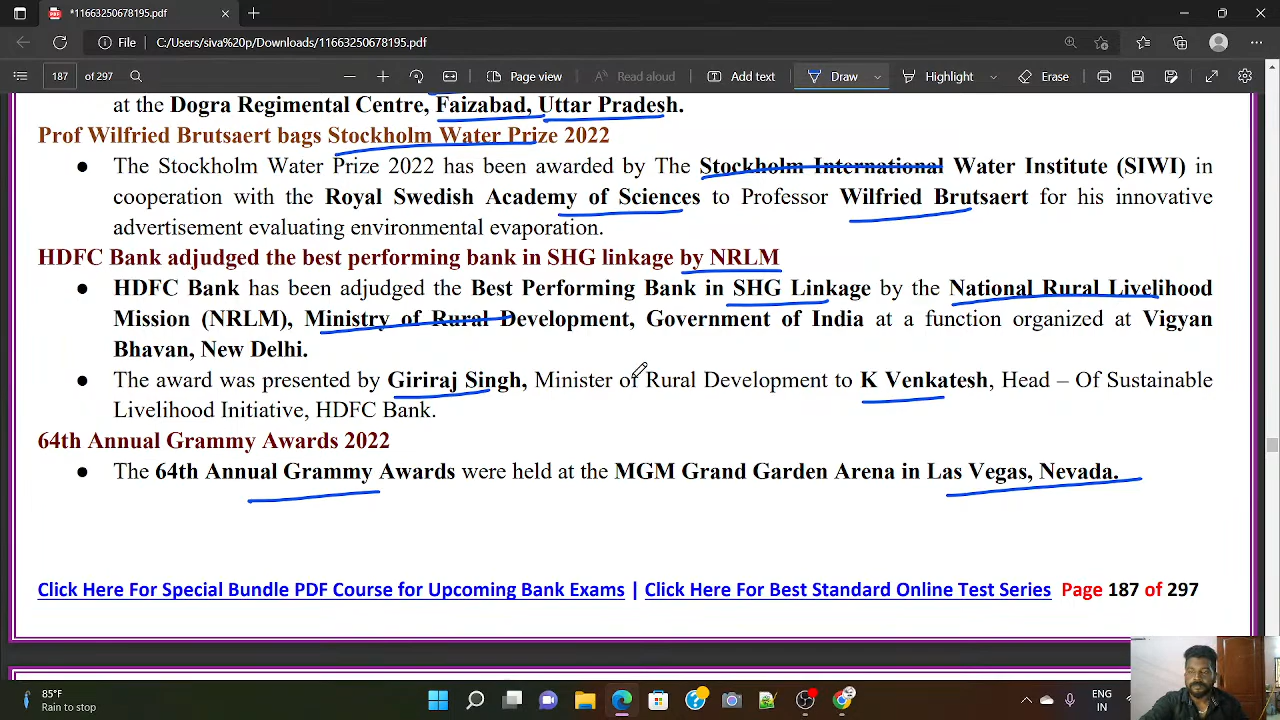 *11663250678195.pdf
File C:/Users/siva%20p/Downloads/11663250678195.pdf
187 of 297 Page view Read aloud Add text Draw Highlight Erase
at the Dogra Regimental Centre, Faizabad, Uttar Pradesh.
Prof Wilfried Brutsaert bags Stockholm Water Prize 2022
● The Stockholm Water Prize 2022 has been awarded by The Stockholm International Water Institute (SIWI) in
cooperation with the Royal Swedish Academy of Sciences to Professor Wilfried Brutsaert for his innovative
advertisement evaluating environmental evaporation.
HDFC Bank adjudged the best performing bank in SHG linkage by NRLM
● HDFC Bank has been adjudged the Best Performing Bank in SHG Linkage by the National Rural Livelihood
Mission (NRLM), Ministry of Rural Development, Government of India at a function organized at Vigyan
Bhavan, New Delhi.
● The award was presented by Giriraj Singh, Minister of Rural Development to K Venkatesh, Head – Of Sustainable
Livelihood Initiative, HDFC Bank.
64th Annual Grammy Awards 2022
● The 64th Annual Grammy Awards were held at the MGM Grand Garden Arena in Las Vegas, Nevada.
Click Here For Special Bundle PDF Course for Upcoming Bank Exams | Click Here For Best Standard Online Test Series Page 187 of 297
85°F
Rain to stop
ENG
IN